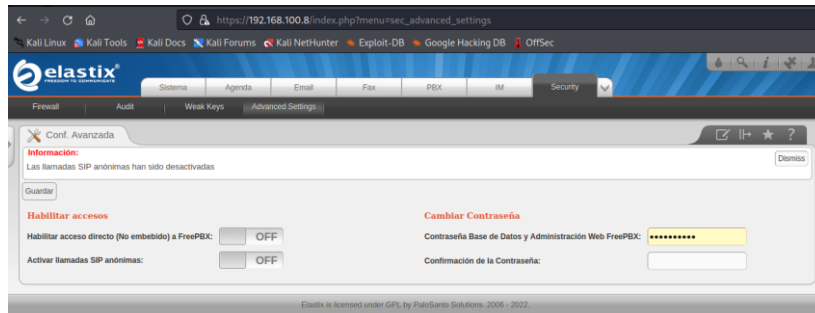 https://192.168.100.8/index.php?menu=sec_advanced_settings
Kali Linux Kali Tools Kali Docs Kali Forums Kali NetHunter Exploit-DB Google Hacking DB OffSec
elastix®
FREEDOM TO COMMUNICATE
Sistema Agenda Email Fax PBX IM Security
Firewall Audit Weak Keys Advanced Settings
Conf. Avanzada
Información:
Las llamadas SIP anónimas han sido desactivadas
Dismiss
Guardar
Habilitar accesos Cambiar Contraseña
Habilitar acceso directo (No embebido) a FreePBX: OFF Contraseña Base de Datos y Administración Web FreePBX: ••••••••••
Activar llamadas SIP anónimas: OFF Confirmación de la Contraseña:
Elastix is licensed under GPL by PaloSanto Solutions. 2006 - 2022.